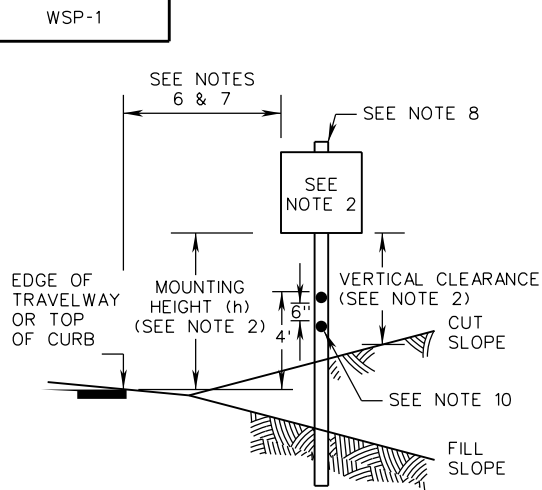 WSP-1
SEE NOTES
6 & 7
SEE NOTE 8
SEE
NOTE 2
EDGE OF
TRAVELWAY
OR TOP
OF CURB
MOUNTING
HEIGHT (h)
(SEE NOTE 2)
6"
4'
VERTICAL CLEARANCE
(SEE NOTE 2)
CUT
SLOPE
SEE NOTE 10
FILL
SLOPE